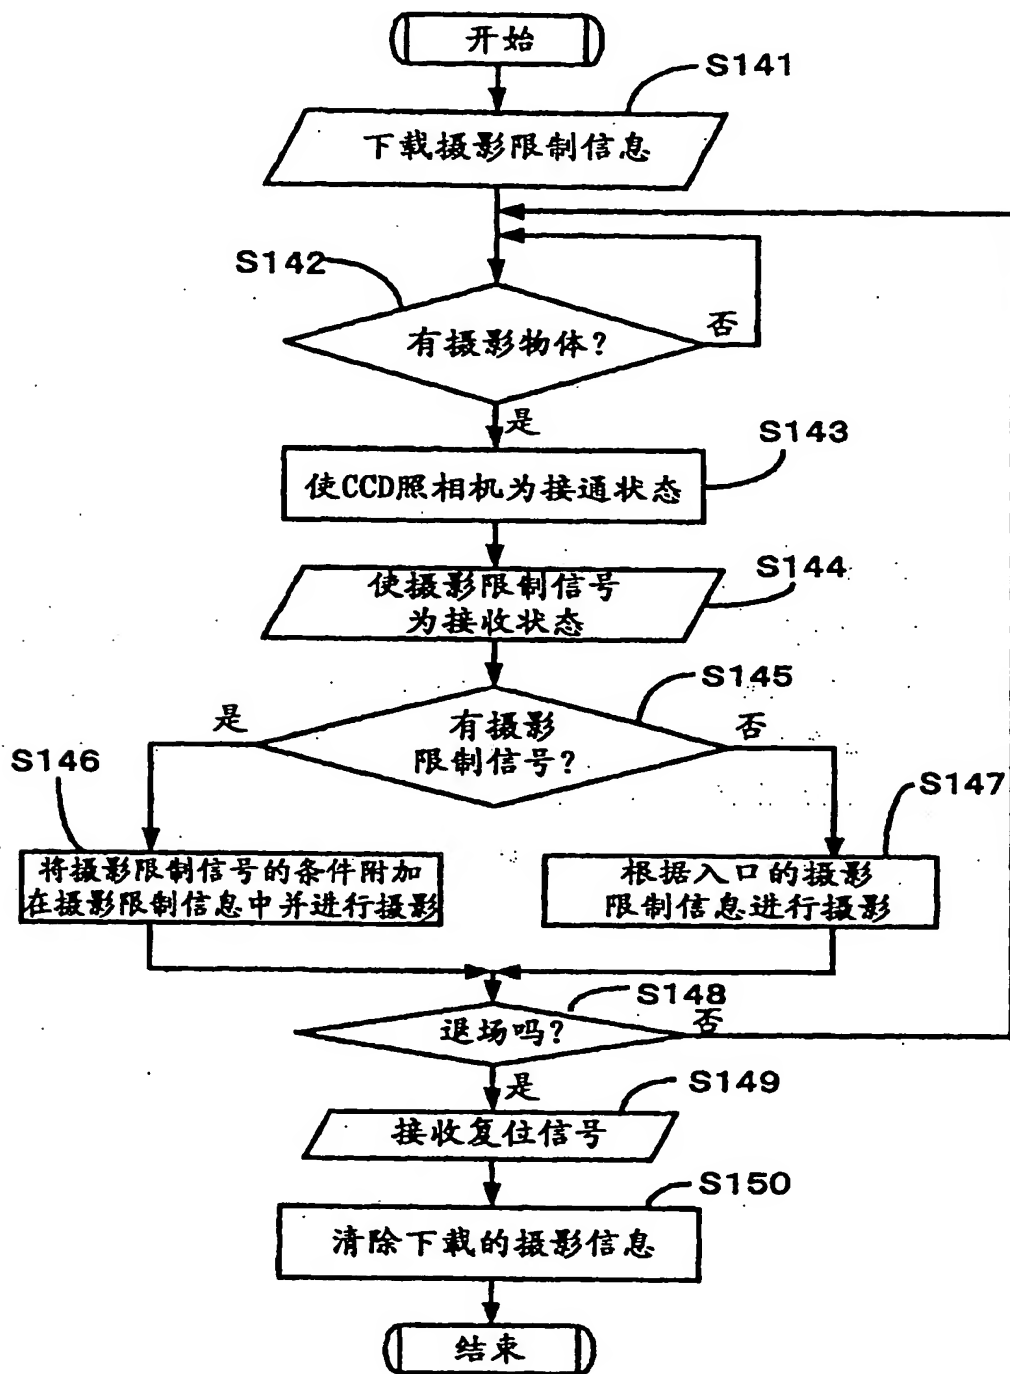 开始
S141
下载摄影限制信息
S142
有摄影物体?
否
是
S143
使CCD照相机为接通状态
S144
使摄影限制信号
为接收状态
S145
是
有摄影
限制信号?
否
S146
S147
将摄影限制信号的条件附加
在摄影限制信息中并进行摄影
根据入口的摄影
限制信息进行摄影
S148
退场吗?
否
是
S149
接收复位信号
S150
清除下载的摄影信息
结束